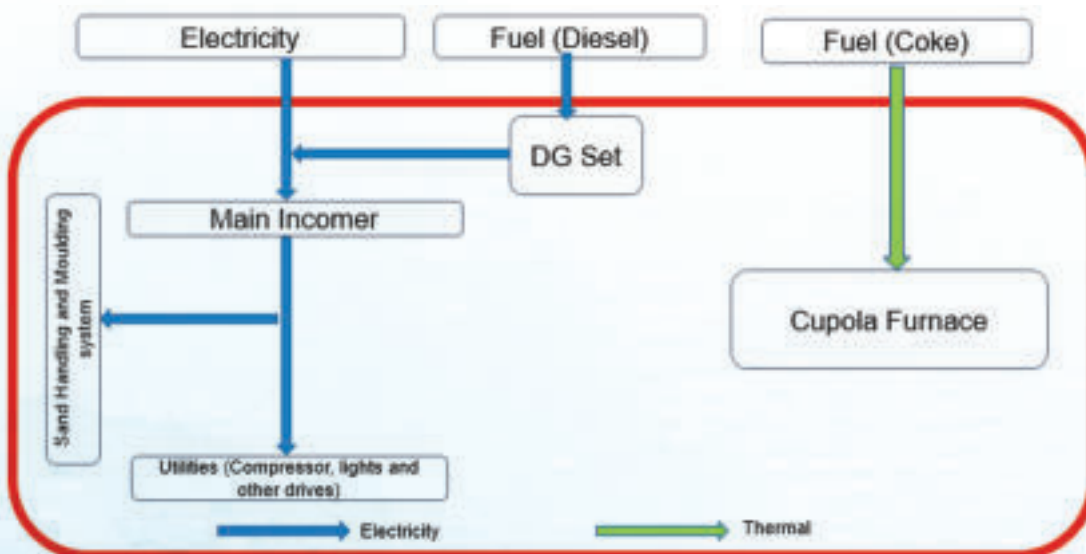 Electricity
Fuel (Diesel)
Fuel (Coke)
DG Set
Main Incomer
Sand Handling and Moulding
system
Cupola Furnace
Utilities (Compressor, lights and
other drives)
Electricity
Thermal